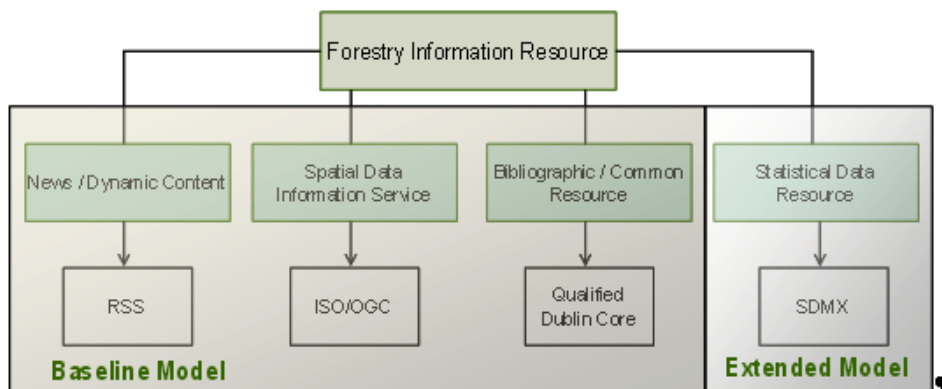 Forestry Information Resource
News / Dynamic Content
Spatial Data
Information Service
Bibliographic / Common
Resource
Statistical Data
Resource
RSS
ISO/OGC
Qualified
Dublin Core
SDMX
Baseline Model
Extended Model